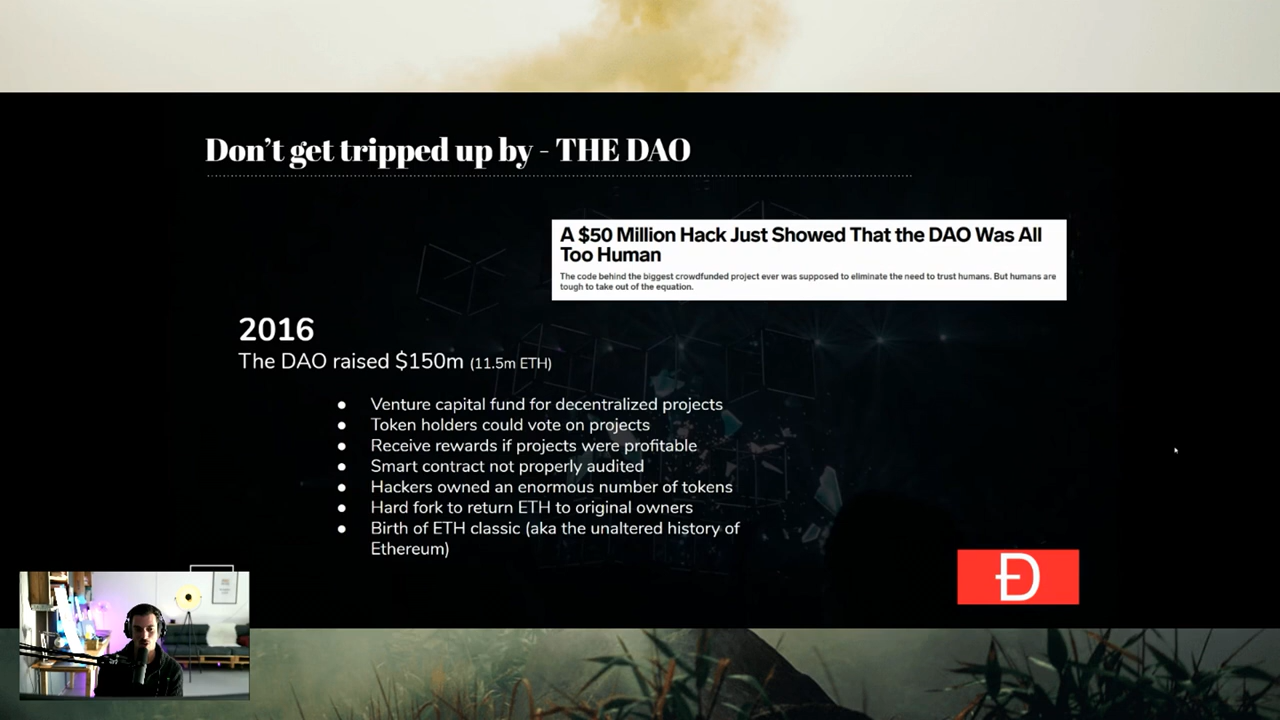 Don't get tripped up by - THE DAO
A $50 Million Hack Just Showed That the DAO Was All
Too Human
The code behind the biggest crowdfunded project ever was supposed to eliminate the need to trust humans. But humans are
tough to take out of the equation.
2016
The DAO raised $150m (11.5m ETH)
● Venture capital fund for decentralized projects
● Token holders could vote on projects
● Receive rewards if projects were profitable
● Smart contract not properly audited
● Hackers owned an enormous number of tokens
● Hard fork to return ETH to original owners
● Birth of ETH classic (aka the unaltered history of
Ethereum)
Đ